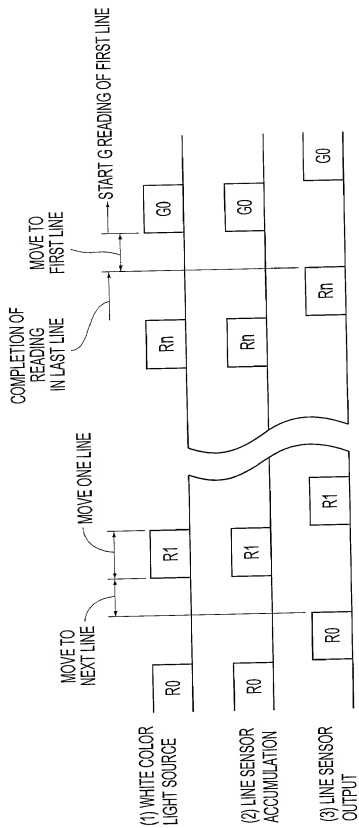 COMPLETION OF
READING
IN LAST LINE
MOVE TO
FIRST LINE
START G READING OF FIRST LINE
MOVE TO
NEXT LINE
MOVE ONE LINE
(1) WHITE COLOR
LIGHT SOURCE
R0
R1
Rn
G0
(2) LINE SENSOR
ACCUMULATION
R0
R1
Rn
G0
(3) LINE SENSOR
OUTPUT
R0
R1
Rn
G0